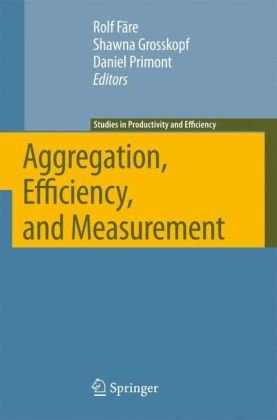 Rolf Färe
Shawna Grosskopf
Daniel Primont
Editors
Studies in Productivity and Efficiency
Aggregation,
Efficiency,
and Measurement
Springer